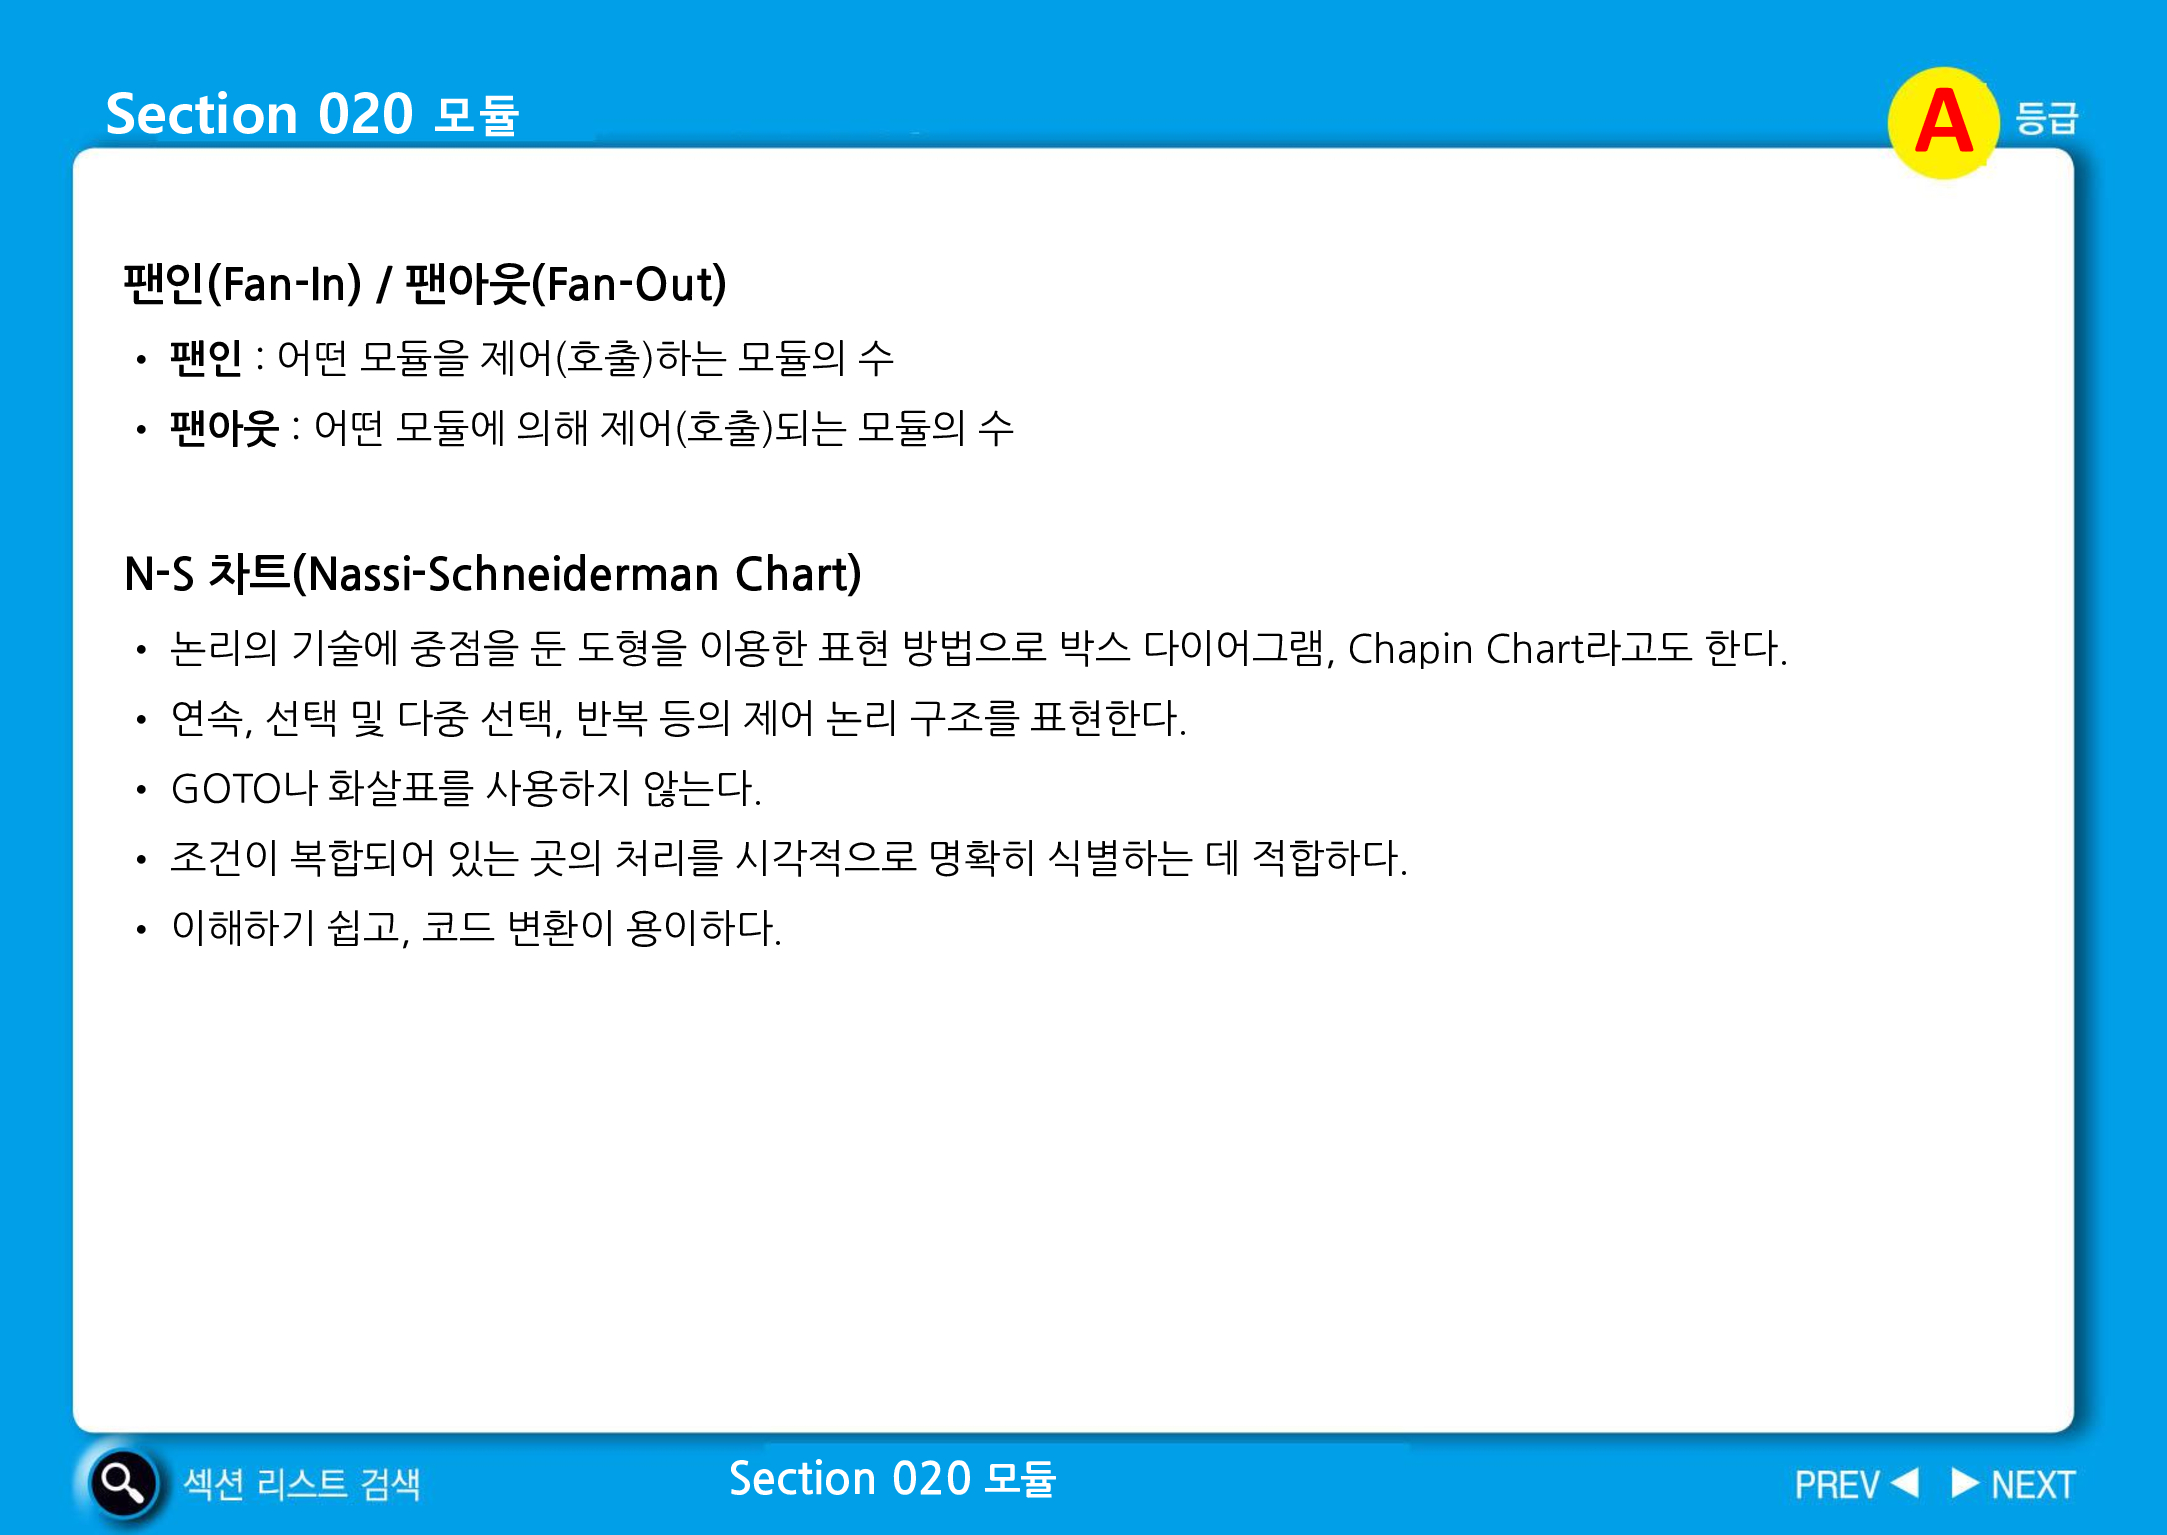 Section 020 모듈
A 등급
팬인(Fan-In) / 팬아웃(Fan-Out)
• 팬인 : 어떤 모듈을 제어(호출)하는 모듈의 수
• 팬아웃 : 어떤 모듈에 의해 제어(호출)되는 모듈의 수
N-S 차트(Nassi-Schneiderman Chart)
• 논리의 기술에 중점을 둔 도형을 이용한 표현 방법으로 박스 다이어그램, Chapin Chart라고도 한다.
• 연속, 선택 및 다중 선택, 반복 등의 제어 논리 구조를 표현한다.
• GOTO나 화살표를 사용하지 않는다.
• 조건이 복합되어 있는 곳의 처리를 시각적으로 명확히 식별하는 데 적합하다.
• 이해하기 쉽고, 코드 변환이 용이하다.
섹션 리스트 검색
Section 020 모듈
PREV ◀ ▶ NEXT